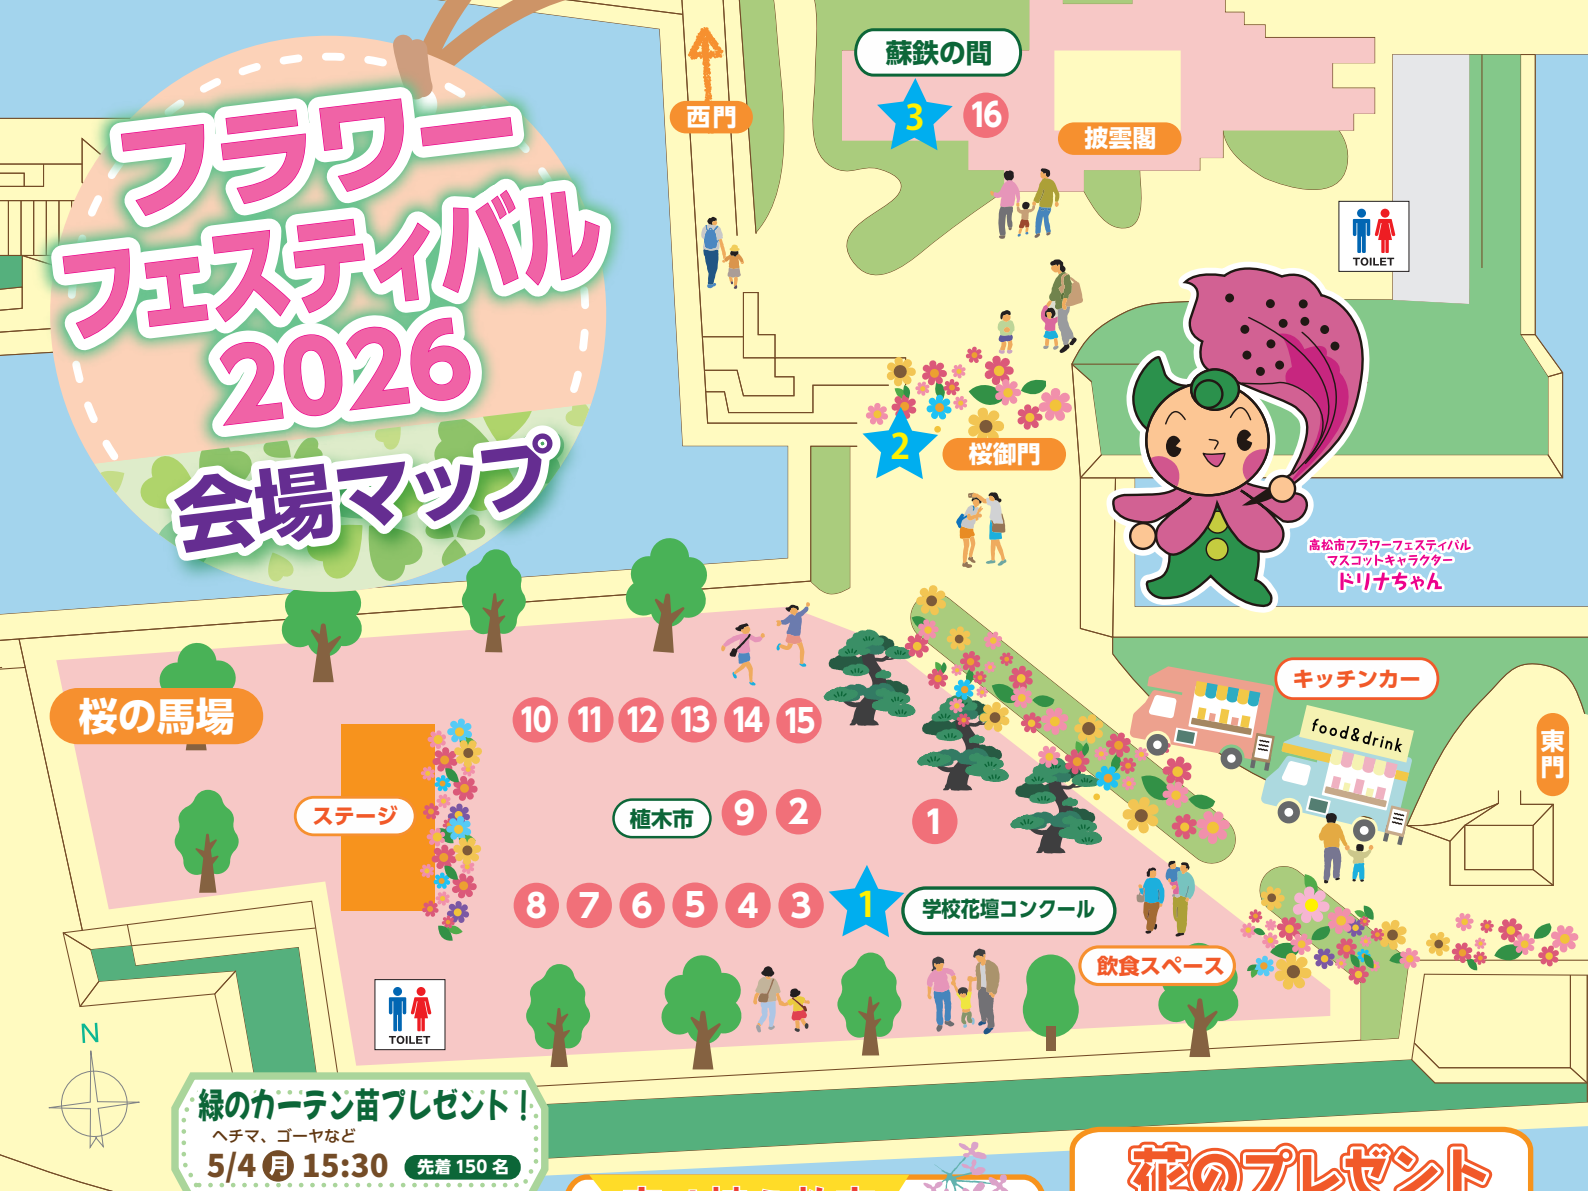 フラワー
フェスティバル
2026
会場マップ
西門
蘇鉄の間
3
16
披雲閣
TOILET
2
桜御門
高松市フラワーフェスティバル
マスコットキャラクター
ドリナちゃん
桜の馬場
10 11 12 13 14 15
キッチンカー
food&drink
東門
ステージ
植木市
9 2
1
8 7 6 5 4 3
1
学校花壇コンクール
飲食スペース
TOILET
N
緑のカーテン苗プレゼント!
ヘチマ、ゴーヤなど
5/4 月 15:30
先着150名
花のプレゼント